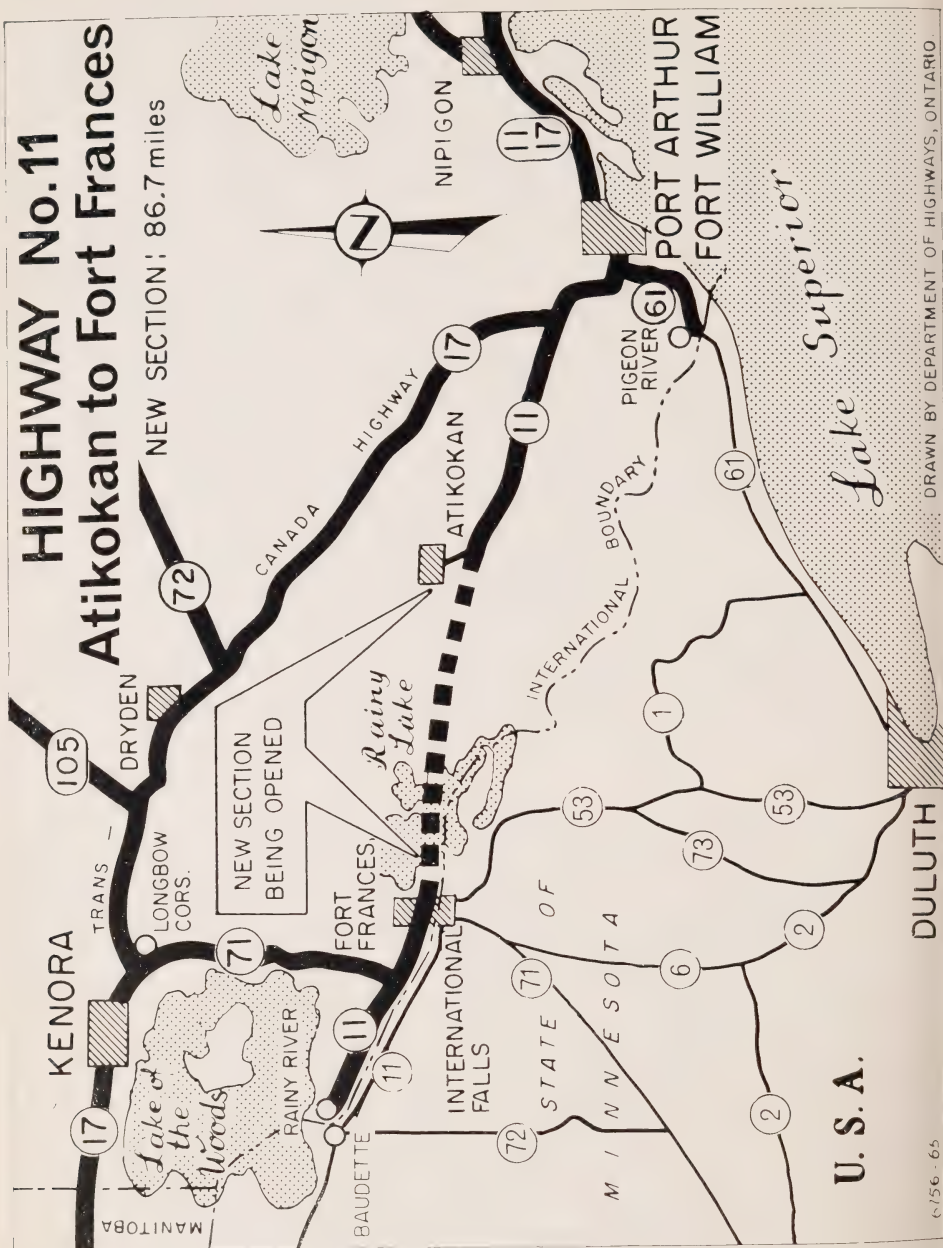 HIGHWAY No.11
Atikokan to Fort Frances
NEW SECTION: 86.7 miles
Lake
Nipigon
NIPIGON
11
17
PORT ARTHUR
FORT WILLIAM
N
61
PIGEON
RIVER
17
HIGHWAY
CANADA
TRANS -
72
105
DRYDEN
KENORA
17
LONGBOW
CORS.
71
NEW SECTION
BEING OPENED
ATIKOKAN
11
Rainy
Lake
FORT
FRANCES
MANITOBA
Lake of
the
Woods
RAINY RIVER
11
11
BAUDETTE
INTERNATIONAL
FALLS
INTERNATIONAL BOUNDARY
61
Lake Superior
1
53
53
73
71
6
2
2
72
STATE OF
MINNESOTA
DULUTH
U. S. A.
DRAWN BY DEPARTMENT OF HIGHWAYS, ONTARIO.
6156-65